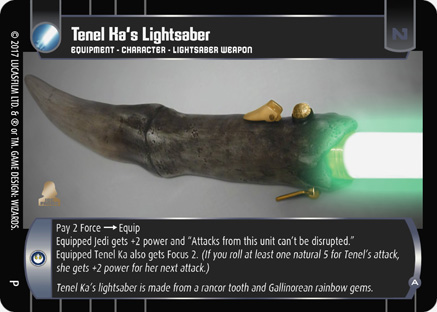 Tenel Ka's Lightsaber
EQUIPMENT - CHARACTER - LIGHTSABER WEAPON
N
© 2017 LUCASFILM LTD. & ® or TM. GAME DESIGN: WIZARDS.
Pay 2 Force → Equip
Equipped Jedi gets +2 power and “Attacks from this unit can't be disrupted.”
Equipped Tenel Ka also gets Focus 2. (If you roll at least one natural 5 for Tenel's attack,
she gets +2 power for her next attack.)
Tenel Ka's lightsaber is made from a rancor tooth and Gallinorean rainbow gems.
P
A